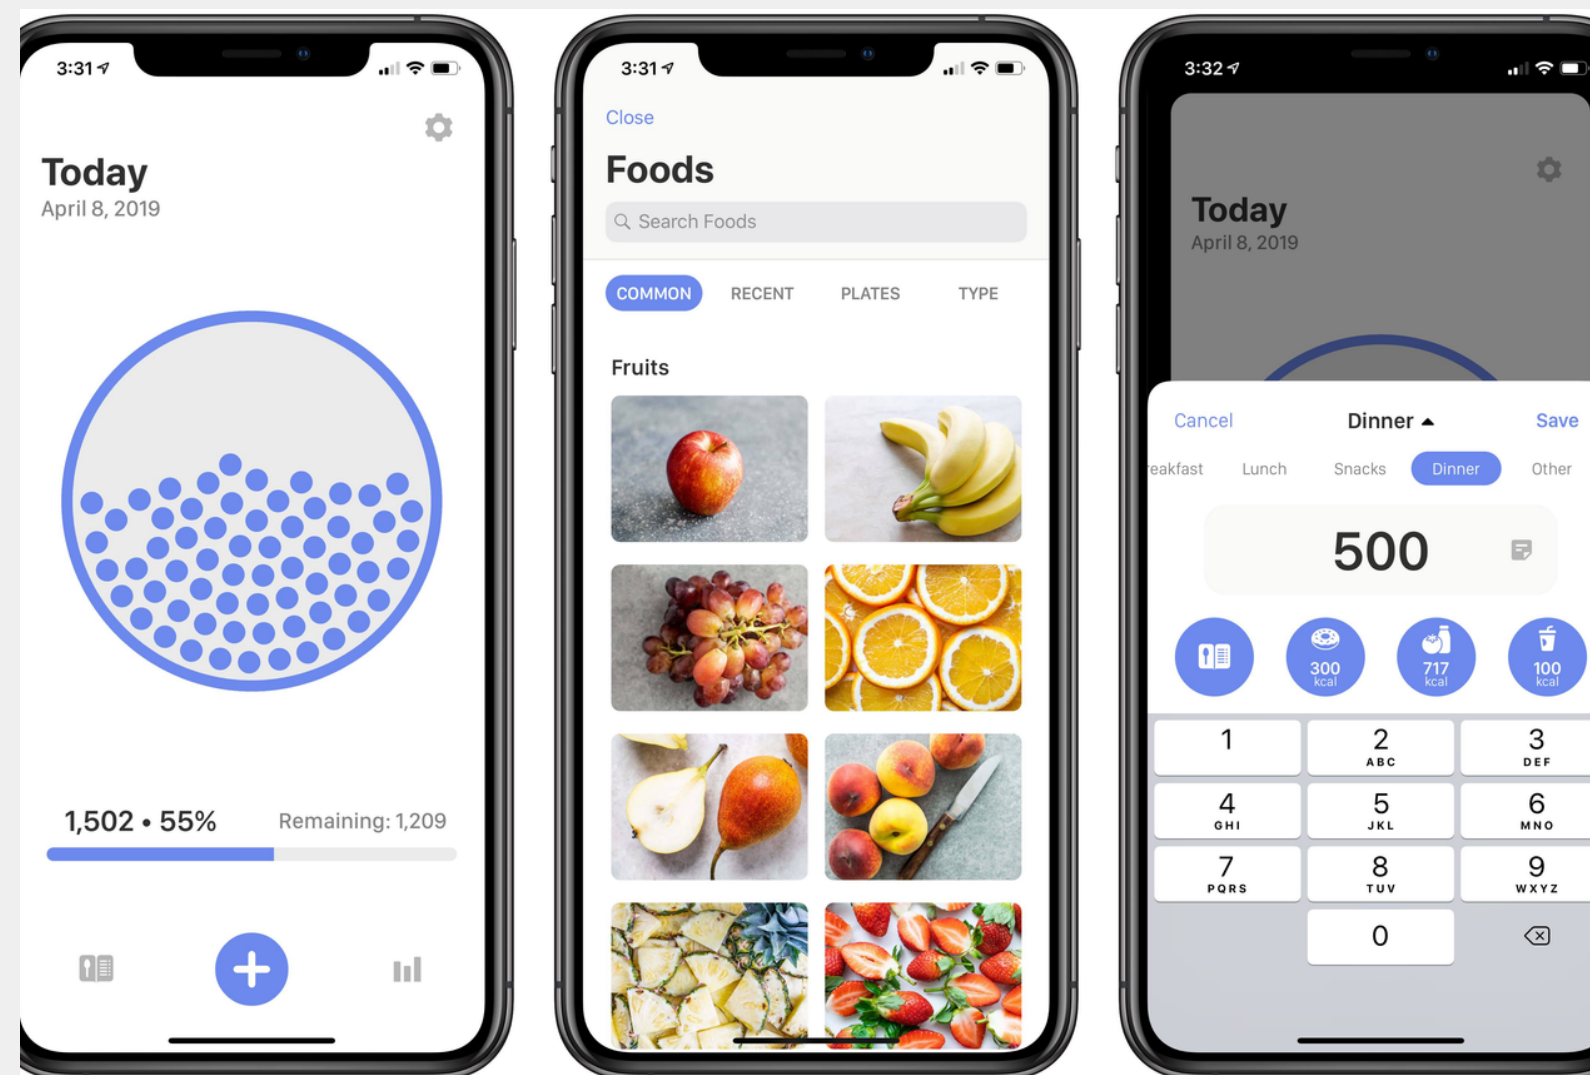 3:31
Today
April 8, 2019
1,502 • 55%
Remaining: 1,209
3:31
Close
Foods
Search Foods
COMMON RECENT PLATES TYPE
Fruits
3:32
Today
April 8, 2019
Cancel Dinner Save
reakfast Lunch Snacks Dinner Other
500
300 717 100
kcal kcal kcal
1 2 3
ABC DEF
4 5 6
GHI JKL MNO
7 8 9
PQRS TUV WXYZ
0